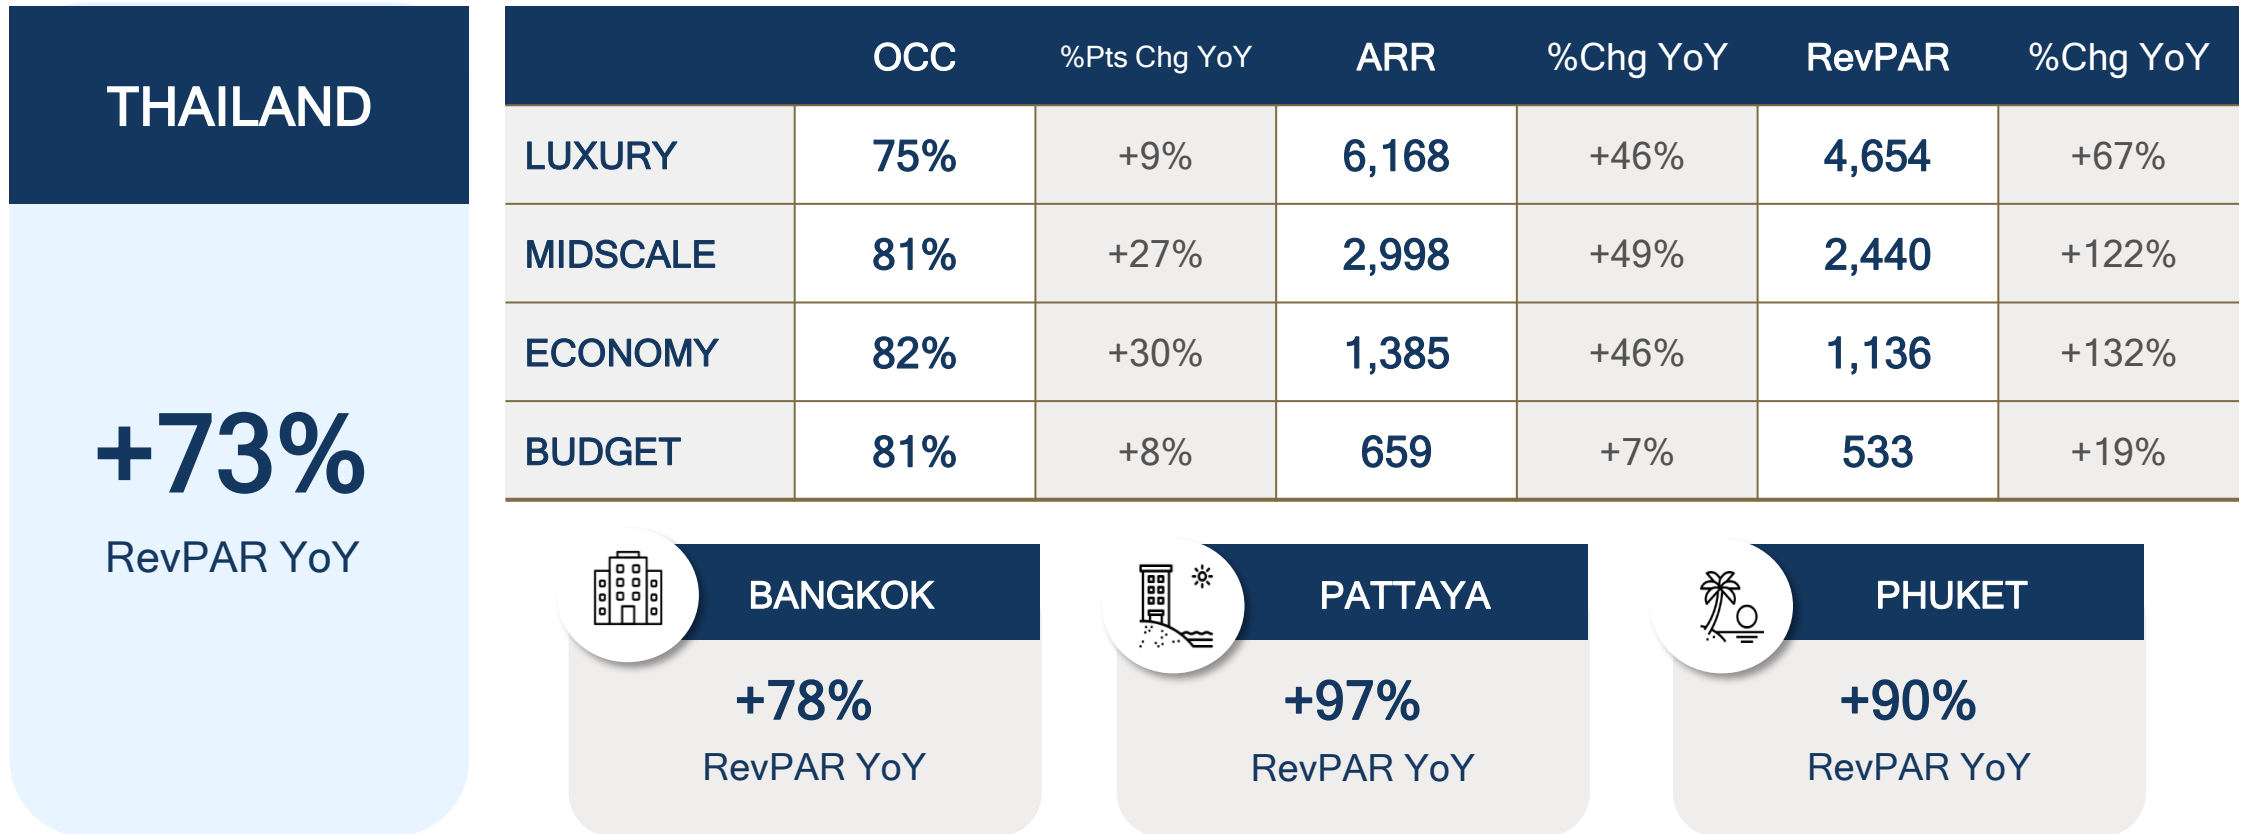 THAILAND
+73%
RevPAR YoY
OCC %Pts Chg YoY ARR %Chg YoY RevPAR %Chg YoY
LUXURY 75% +9% 6,168 +46% 4,654 +67%
MIDSCALE 81% +27% 2,998 +49% 2,440 +122%
ECONOMY 82% +30% 1,385 +46% 1,136 +132%
BUDGET 81% +8% 659 +7% 533 +19%
BANGKOK
+78%
RevPAR YoY
PATTAYA
+97%
RevPAR YoY
PHUKET
+90%
RevPAR YoY